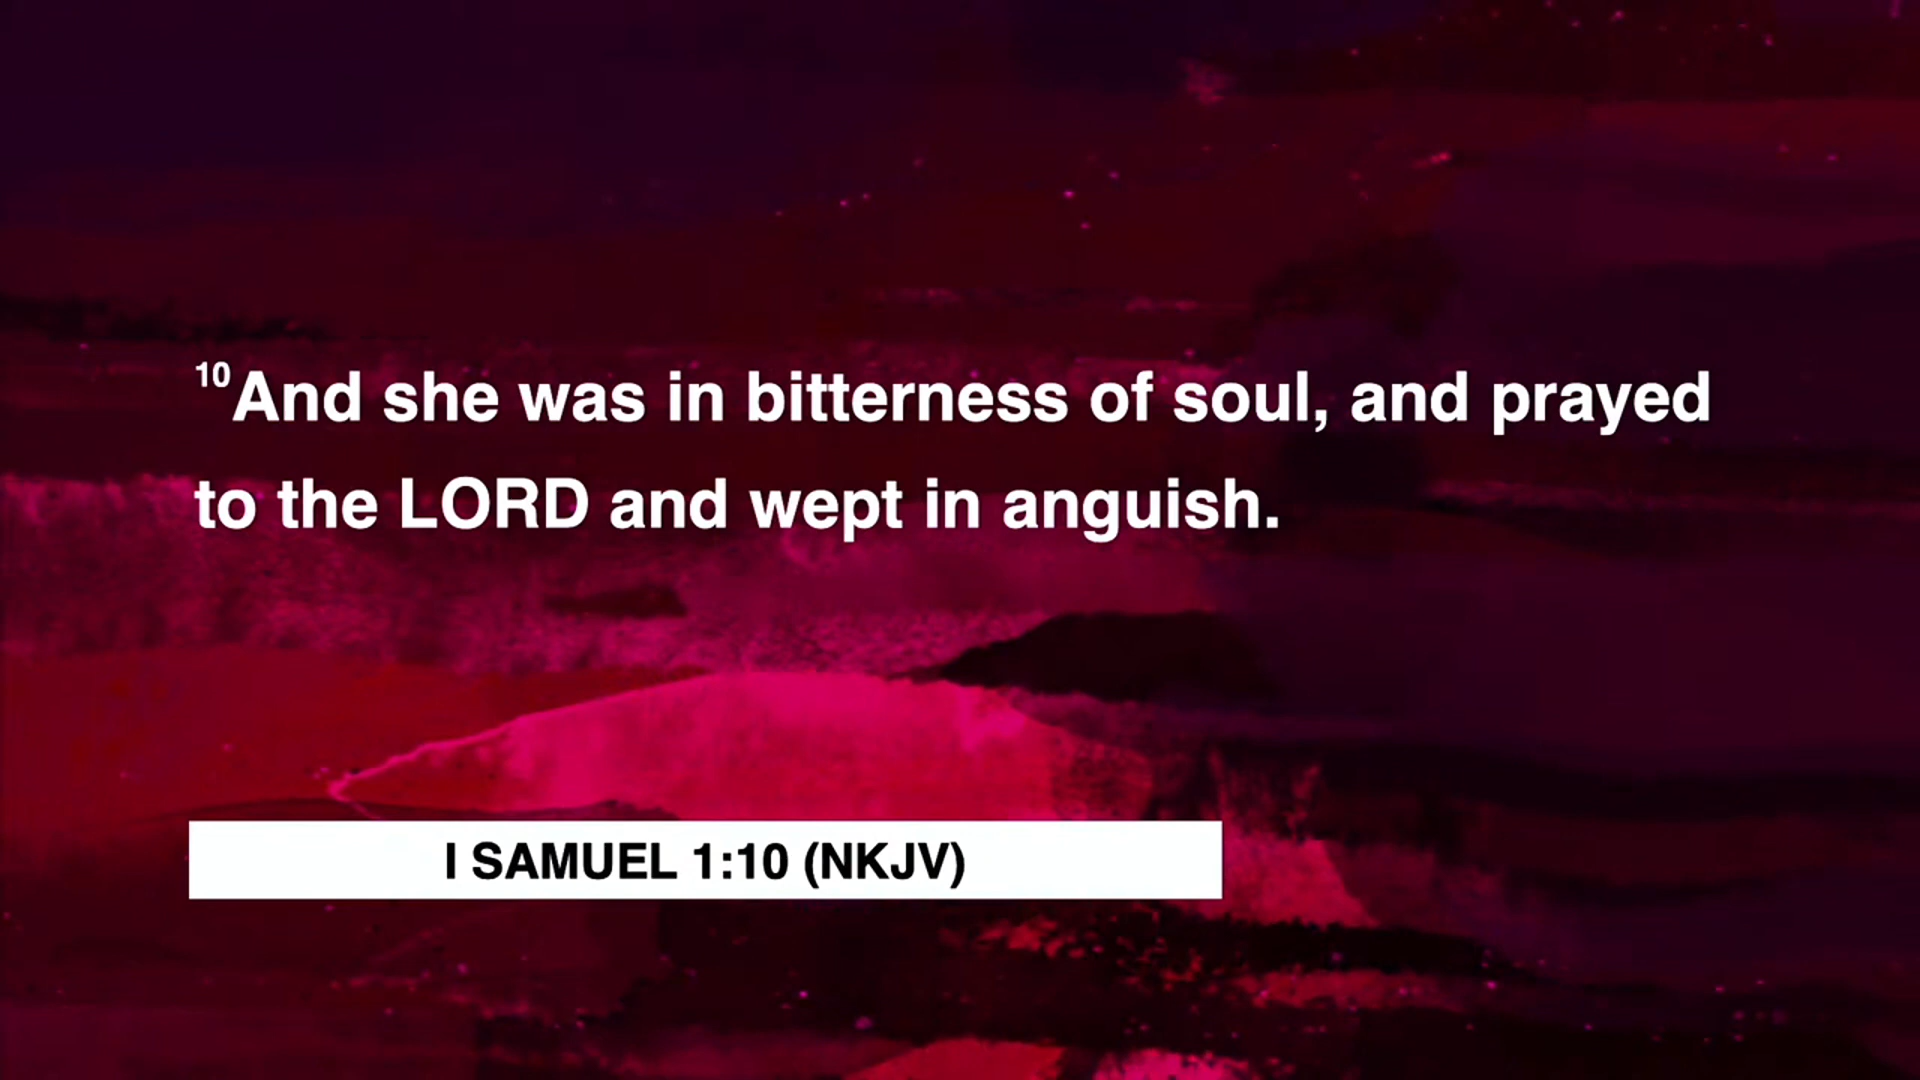 10And she was in bitterness of soul, and prayed
to the LORD and wept in anguish.
I SAMUEL 1:10 (NKJV)